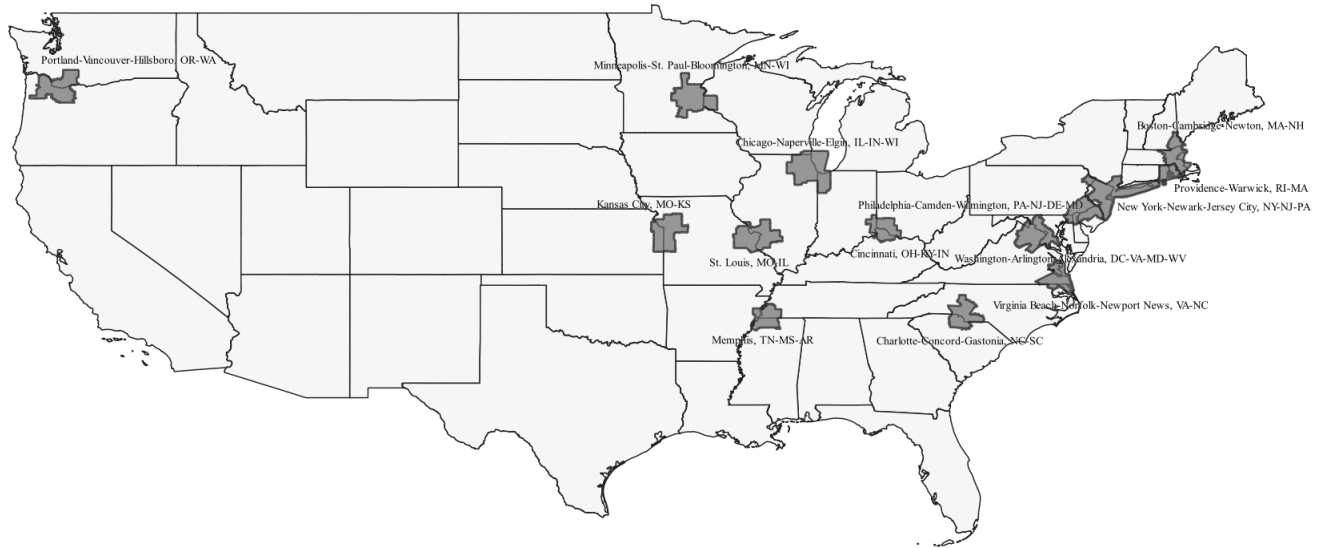 Portland-Vancouver-Hillsboro, OR-WA
Minneapolis-St. Paul-Bloomington, MN-WI
Boston-Cambridge-Newton, MA-NH
Chicago-Naperville-Elgin, IL-IN-WI
Providence-Warwick, RI-MA
Kansas City, MO-KS
Philadelphia-Camden-Wilmington, PA-NJ-DE-MD
New York-Newark-Jersey City, NY-NJ-PA
Cincinnati, OH-KY-IN
Washington-Arlington-Alexandria, DC-VA-MD-WV
St. Louis, MO-IL
Virginia Beach-Norfolk-Newport News, VA-NC
Memphis, TN-MS-AR
Charlotte-Concord-Gastonia, NC-SC